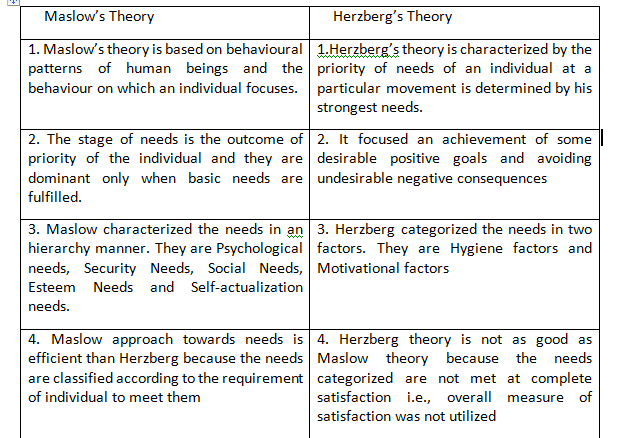 Maslow's Theory
Herzberg's Theory
1. Maslow's theory is based on behavioural
patterns of human beings and the
behaviour on which an individual focuses.
1.Herzberg's theory is characterized by the
priority of needs of an individual at a
particular movement is determined by his
strongest needs.
2. The stage of needs is the outcome of
priority of the individual and they are
dominant only when basic needs are
fulfilled.
2. It focused an achievement of some
desirable positive goals and avoiding
undesirable negative consequences
3. Maslow characterized the needs in an
hierarchy manner. They are Psychological
needs, Security Needs, Social Needs,
Esteem Needs and Self-actualization
needs.
3. Herzberg categorized the needs in two
factors. They are Hygiene factors and
Motivational factors
4. Maslow approach towards needs is
efficient than Herzberg because the needs
are classified according to the requirement
of individual to meet them
4. Herzberg theory is not as good as
Maslow theory because the needs
categorized are not met at complete
satisfaction i.e., overall measure of
satisfaction was not utilized